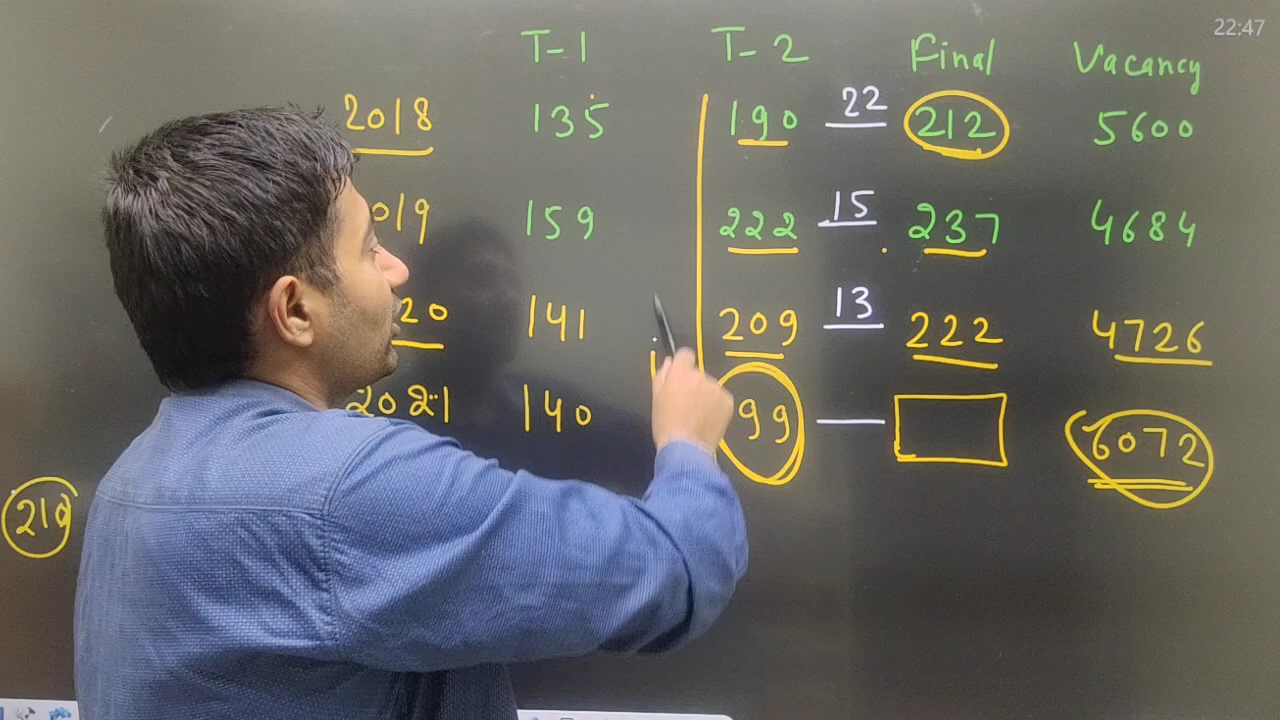 22:47
T-1 T-2 Final Vacancy
2018 135 190 22 212 5600
019 159 222 15 237 4684
20 141 209 13 222 4726
2021 140 99 6072
210